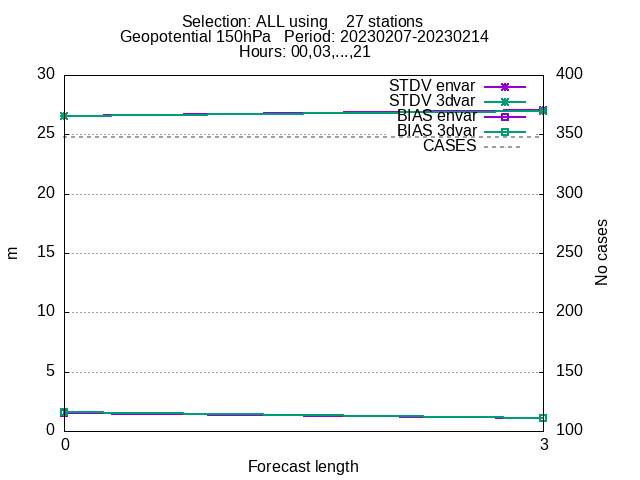 Selection: ALL using    27 stations
Geopotential 150hPa   Period: 20230207-20230214
Hours: 00,03,...,21
30
25
20
15
10
5
0
400
350
300
250
200
150
100
STDV envar
STDV 3dvar
BIAS envar
BIAS 3dvar
CASES
m
No cases
0
3
Forecast length